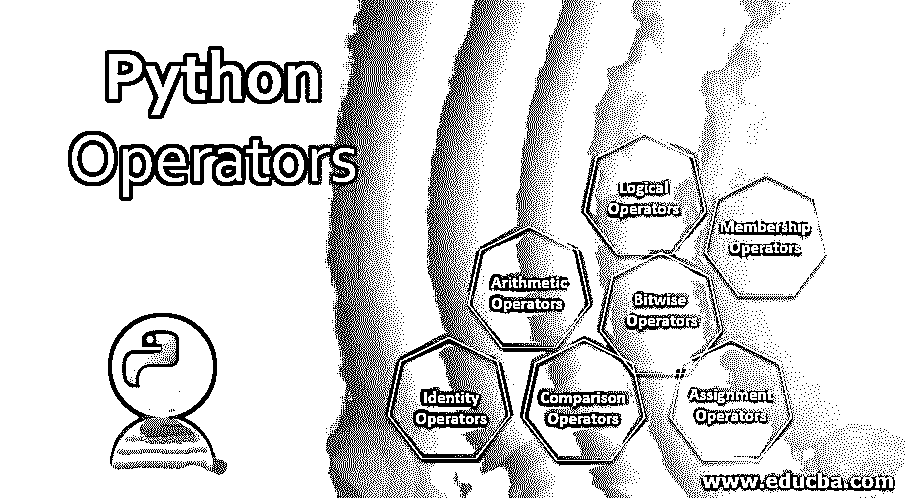 Python
Operators
Logical
Operators
Membership
Operators
Arithmetic
Operators
Bitwise
Operators
Identity
Operators
Comparison
Operators
Assignment
Operators
www.educba.com